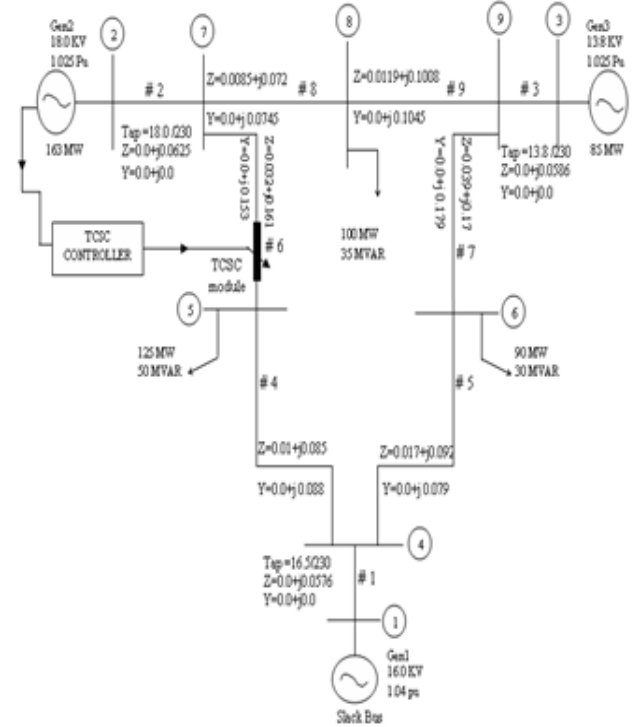 Gen2
18.0 KV
1.025 Pu
2
7
8
9
3
Gen3
13.8 KV
1.025 Pu
163 MW
85 MW
# 2
Z=0.0085+j0.072
Y=0.0+j0.0745
# 8
Z=0.0119+j0.1008
Y=0.0+j0.1045
# 9
# 3
Tap=18.0/230
Z=0.0+j0.0625
Y=0.0+j0.0
Z=0.032+j0.161
Y=0.0+j0.153
Z=0.039+j0.17
Y=0.0+j0.179
Tap=13.8/230
Z=0.0+j0.0586
Y=0.0+j0.0
TCSC
CONTROLLER
TCSC
module
#6
100 MW
35 MVAR
# 7
5
6
125 MW
50 MVAR
90 MW
30 MVAR
# 4
# 5
Z=0.01+j0.085
Y=0.0+j0.088
Z=0.017+j0.092
Y=0.0+j0.079
4
Tap=16.5/230
Z=0.0+j0.0576
Y=0.0+j0.0
# 1
1
Gen1
16.0 KV
1.04 pu
Slack Bus